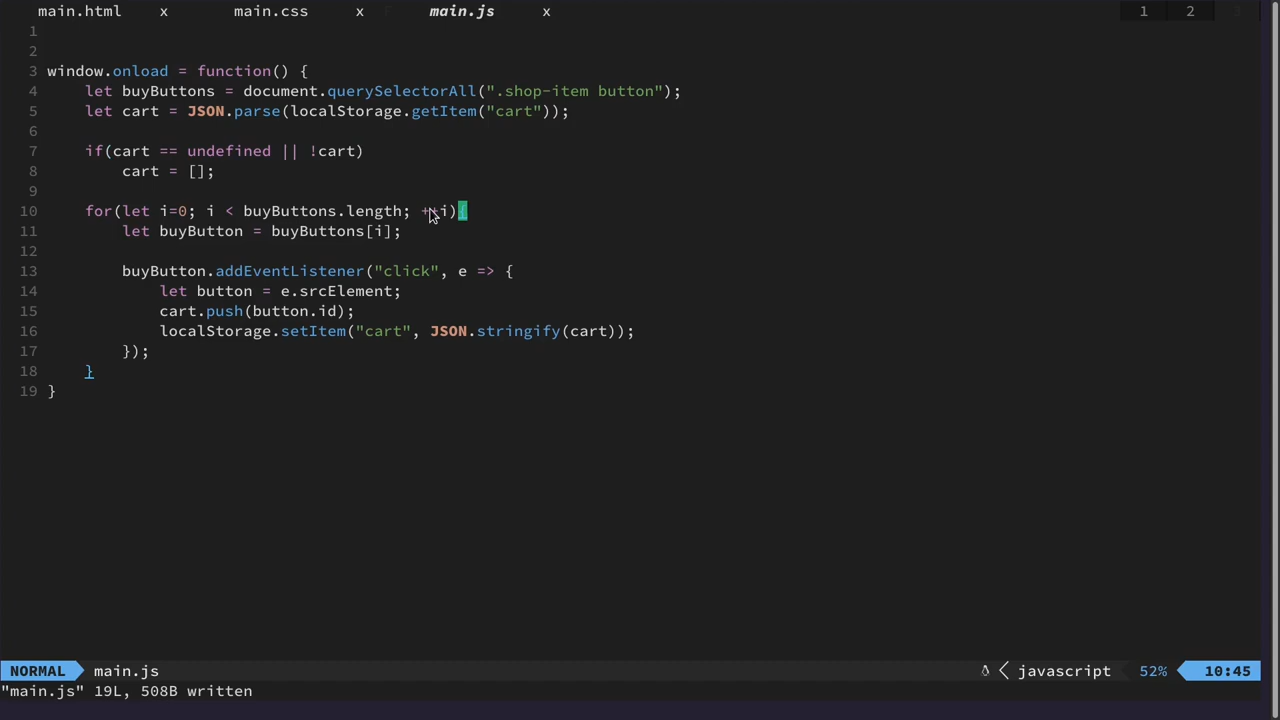 main.html x main.css x main.js x 1 2 3
1
2
3 window.onload = function() {
4 let buyButtons = document.querySelectorAll(".shop-item button");
5 let cart = JSON.parse(localStorage.getItem("cart"));
6
7 if(cart == undefined || !cart)
8 cart = [];
9
10 for(let i=0; i < buyButtons.length; ++i){
11 let buyButton = buyButtons[i];
12
13 buyButton.addEventListener("click", e => {
14 let button = e.srcElement;
15 cart.push(button.id);
16 localStorage.setItem("cart", JSON.stringify(cart));
17 });
18 }
19 }
NORMAL main.js javascript 52% 10:45
"main.js" 19L, 508B written